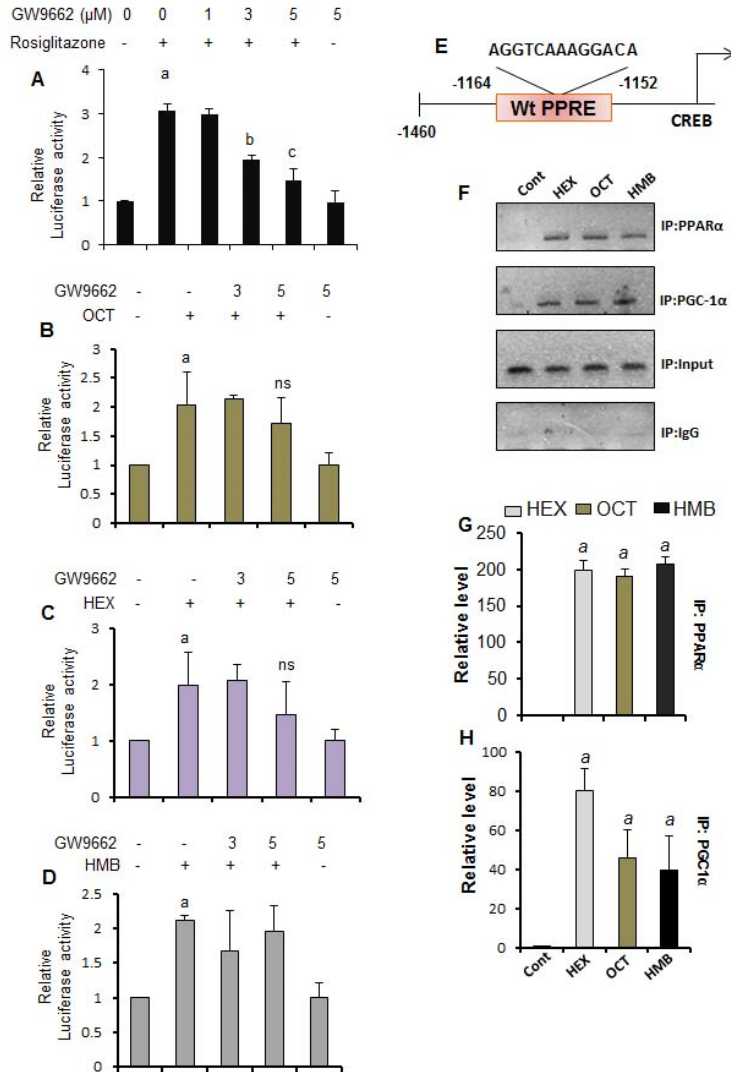 GW9662 (µM) 0 0 1 3 5 5
Rosiglitazone - + + + + -
A
a
b
c
Relative
Luciferase activity
4
3
2
1
0
GW9662 - - 3 5 5
OCT - + + + -
B
a
ns
Relative
Luciferase activity
3
2.5
2
1.5
1
0.5
0
GW9662 - - 3 5 5
HEX - + + + -
C
a
ns
Relative
Luciferase activity
3
2
1
0
GW9662 - - 3 5 5
HMB - + + + -
D
a
Relative
Luciferase activity
2.5
2
1.5
1
0.5
0
E
AGGTCAAAGGACA
-1164 -1152
Wt PPRE
-1460
CREB
F
Cont HEX OCT HMB
IP:PPARα
IP:PGC-1α
IP:Input
IP:IgG
HEX OCT HMB
G
a a a
Relative level
250
200
150
100
50
0
IP: PPARα
H
a a a
Relative level
100
80
60
40
20
0
IP: PGC1α
Cont HEX OCT HMB